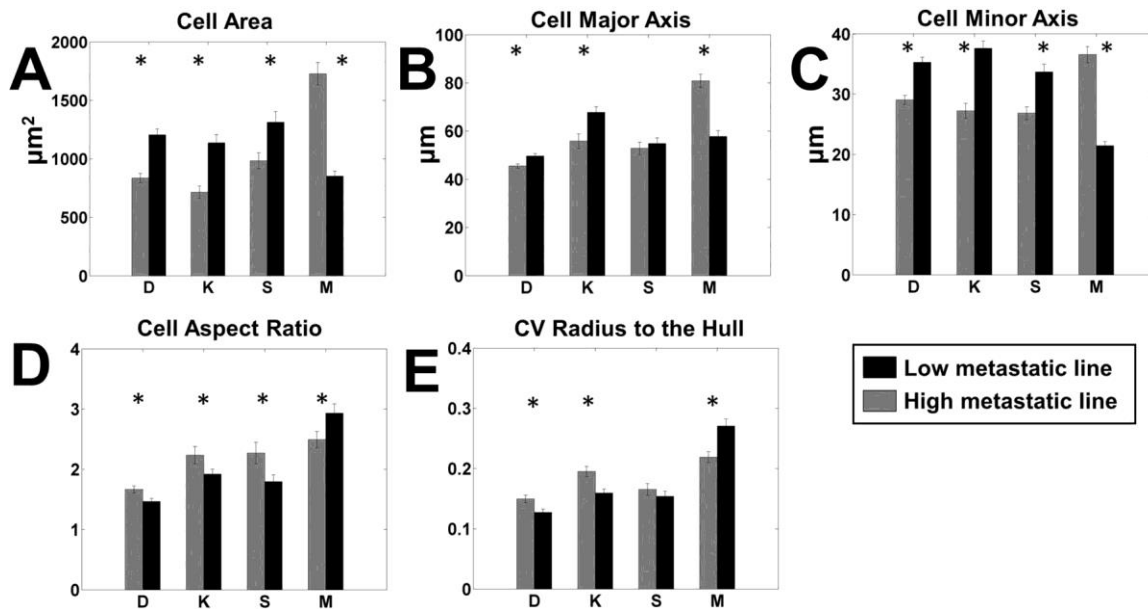 Cell Area
A
µm²
2000
1500
1000
500
0
* * * *
D K S M
Cell Major Axis
B
µm
100
80
60
40
20
0
* * *
D K S M
Cell Minor Axis
C
µm
40
30
20
10
0
* * * *
D K S M
Cell Aspect Ratio
D
4
3
2
1
0
* * * *
D K S M
CV Radius to the Hull
E
0.4
0.3
0.2
0.1
0
* * *
D K S M
Low metastatic line
High metastatic line